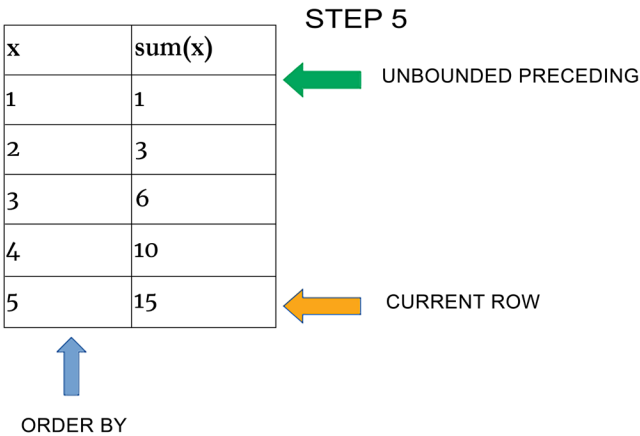 STEP 5
x sum(x)
UNBOUNDED PRECEDING
1 1
2 3
3 6
4 10
5 15
CURRENT ROW
ORDER BY